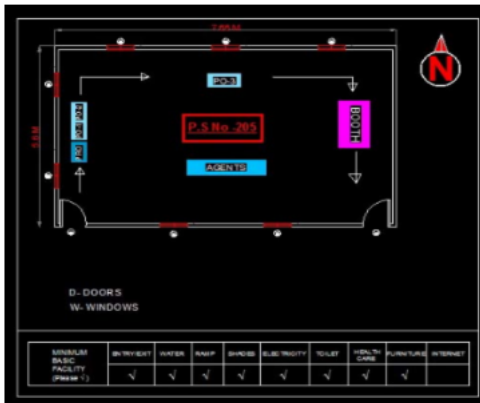 N
PO-3
P.S No -205
BOOTH
AGENTS
D- DOORS
W- WINDOWS
MINIMUM BASIC FACILITY (Please √)
ENTRY/EXIT
WATER
RAMP
SHADES
ELECTRICITY
TOILET
HEALTH CARE
FURNITURE
INTERNET
√ √ √ √ √ √ √ √